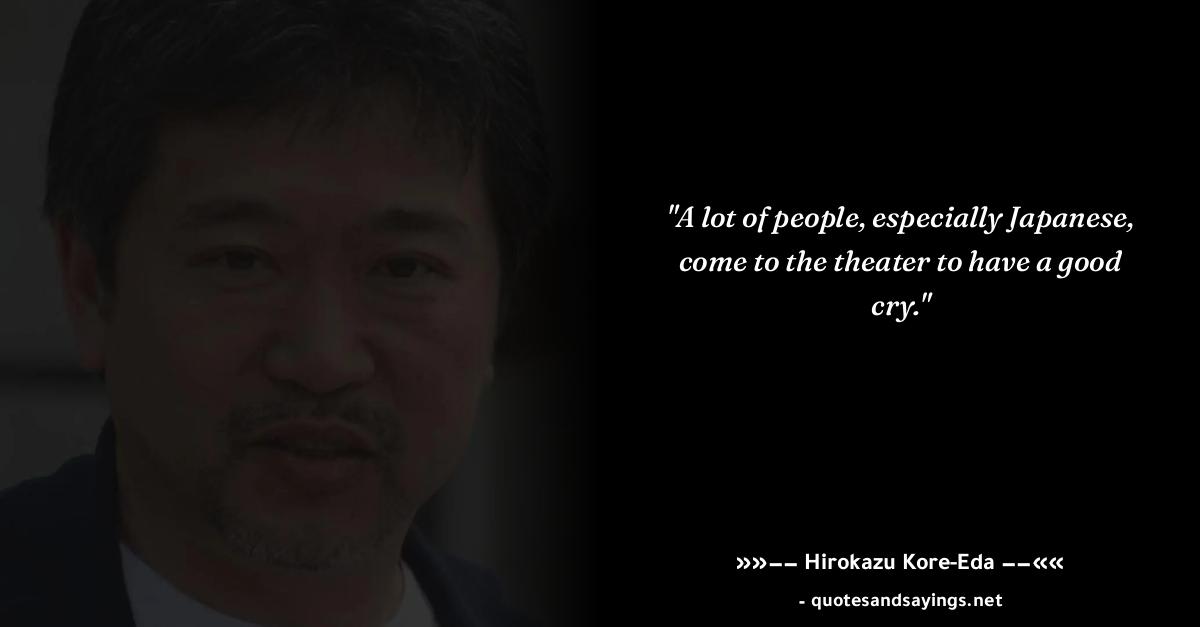 "A lot of people, especially Japanese,
come to the theater to have a good
cry."
»»−− Hirokazu Kore-Eda −−««
- quotesandsayings.net